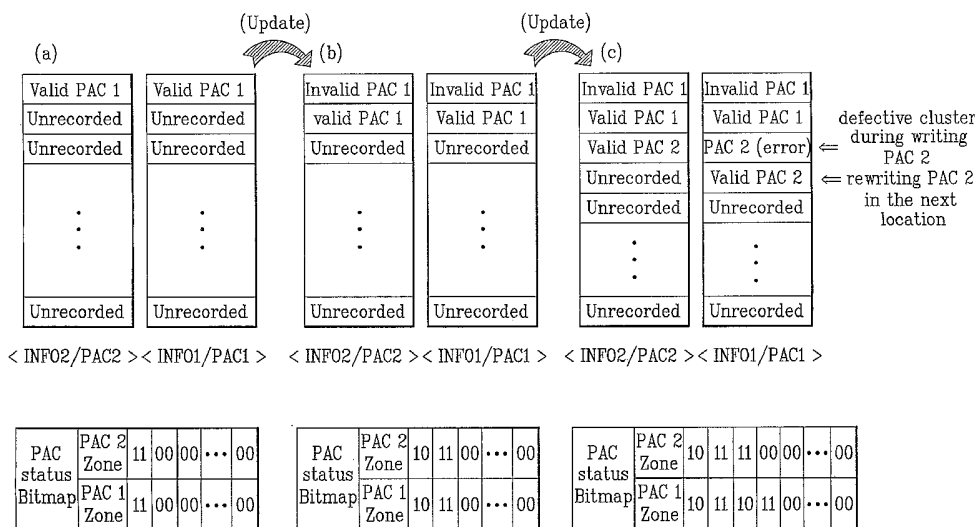 (Update)
(Update)
(a)
(b)
(c)
Valid PAC 1
Valid PAC 1
Unrecorded
Unrecorded
Unrecorded
Unrecorded
Unrecorded
Unrecorded
< INFO2/PAC2 >
< INFO1/PAC1 >
Invalid PAC 1
Invalid PAC 1
valid PAC 1
Valid PAC 1
Unrecorded
Unrecorded
Unrecorded
Unrecorded
< INFO2/PAC2 >
< INFO1/PAC1 >
Invalid PAC 1
Invalid PAC 1
Valid PAC 1
Valid PAC 1
Valid PAC 2
PAC 2 (error)
Unrecorded
Valid PAC 2
Unrecorded
Unrecorded
Unrecorded
Unrecorded
< INFO2/PAC2 >
< INFO1/PAC1 >
defective cluster
⇐ during writing
PAC 2
⇐ rewriting PAC 2
in the next
location
PAC
status
Bitmap
PAC 2
Zone
11 00 00 ••• 00
PAC 1
Zone
11 00 00 ••• 00
PAC
status
Bitmap
PAC 2
Zone
10 11 00 ••• 00
PAC 1
Zone
10 11 00 ••• 00
PAC
status
Bitmap
PAC 2
Zone
10 11 11 00 00 ••• 00
PAC 1
Zone
10 11 10 11 00 ••• 00